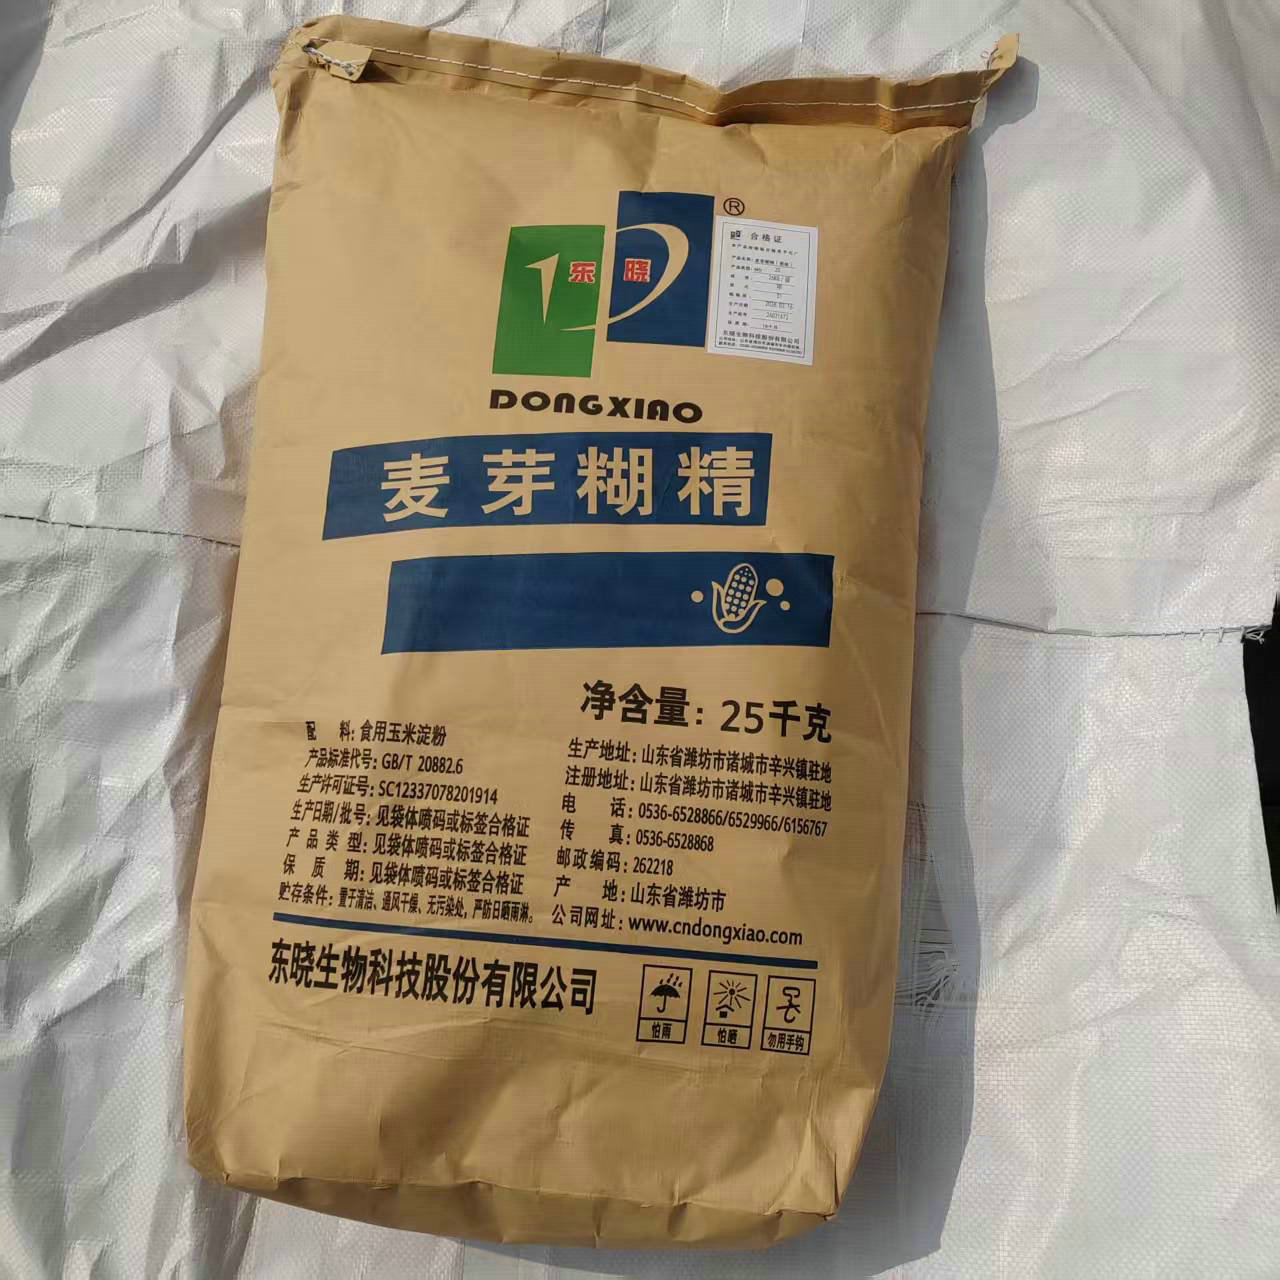 东晓
®
DONGXIAO
合格证
麦芽糊精
净含量：25千克
配 料：食用玉米淀粉
产品标准代号：GB/T 20882.6
生产许可证号：SC12337078201914
生产日期/批号：见袋体喷码或标签合格证
产品类型：见袋体喷码或标签合格证
保质期：见袋体喷码或标签合格证
贮存条件：置于清洁、通风干燥、无污染处，严防日晒雨淋。
生产地址：山东省潍坊市诸城市辛兴镇驻地
注册地址：山东省潍坊市诸城市辛兴镇驻地
电 话：0536-6528866/6529966/6156767
传 真：0536-6528868
邮政编码：262218
产 地：山东省潍坊市
公司网址：www.cndongxiao.com
东晓生物科技股份有限公司
怕雨
怕晒
勿用手钩